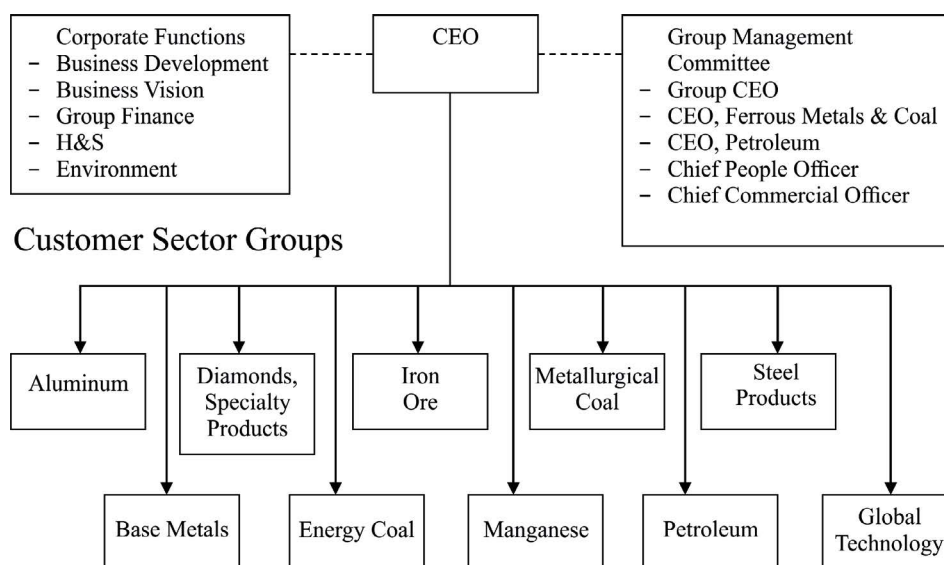 Corporate Functions
– Business Development
– Business Vision
– Group Finance
– H&S
– Environment
CEO
Group Management
Committee
– Group CEO
– CEO, Ferrous Metals & Coal
– CEO, Petroleum
– Chief People Officer
– Chief Commercial Officer
Customer Sector Groups
Aluminum
Diamonds,
Specialty
Products
Iron
Ore
Metallurgical
Coal
Steel
Products
Base Metals
Energy Coal
Manganese
Petroleum
Global
Technology